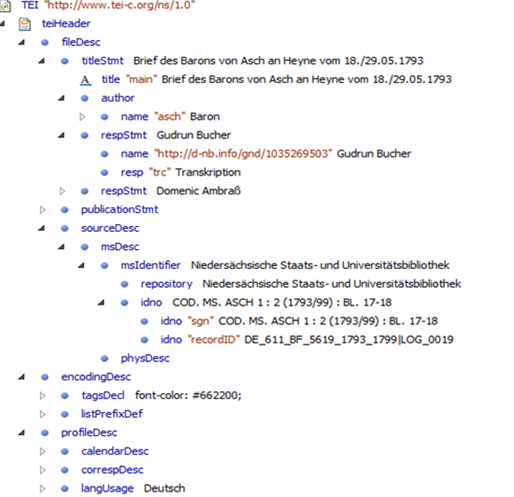 TEI "http://www.tei-c.org/ns/1.0"
teiHeader
fileDesc
titleStmt Brief des Barons von Asch an Heyne vom 18./29.05.1793
A title "main" Brief des Barons von Asch an Heyne vom 18./29.05.1793
author
name "asch" Baron
respStmt Gudrun Bucher
name "http://d-nb.info/gnd/1035269503" Gudrun Bucher
resp "trc" Transkription
respStmt Domenic Ambraß
publicationStmt
sourceDesc
msDesc
msIdentifier Niedersächsische Staats- und Universitätsbibliothek
repository Niedersächsische Staats- und Universitätsbibliothek
idno COD. MS. ASCH 1 : 2 (1793/99) : BL. 17-18
idno "sgn" COD. MS. ASCH 1 : 2 (1793/99) : BL. 17-18
idno "recordID" DE_611_BF_5619_1793_1799|LOG_0019
physDesc
encodingDesc
tagsDecl font-color: #662200;
listPrefixDef
profileDesc
calendarDesc
correspDesc
langUsage Deutsch